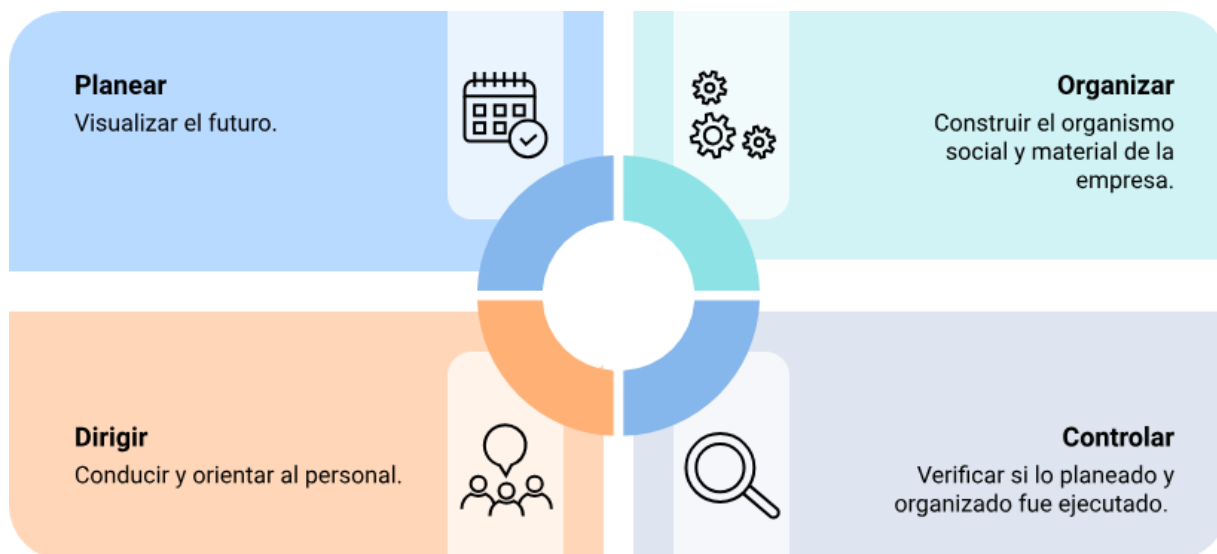 Planear
Visualizar el futuro.
Organizar
Construir el organismo
social y material de la
empresa.
Dirigir
Conducir y orientar al personal.
Controlar
Verificar si lo planeado y
organizado fue ejecutado.